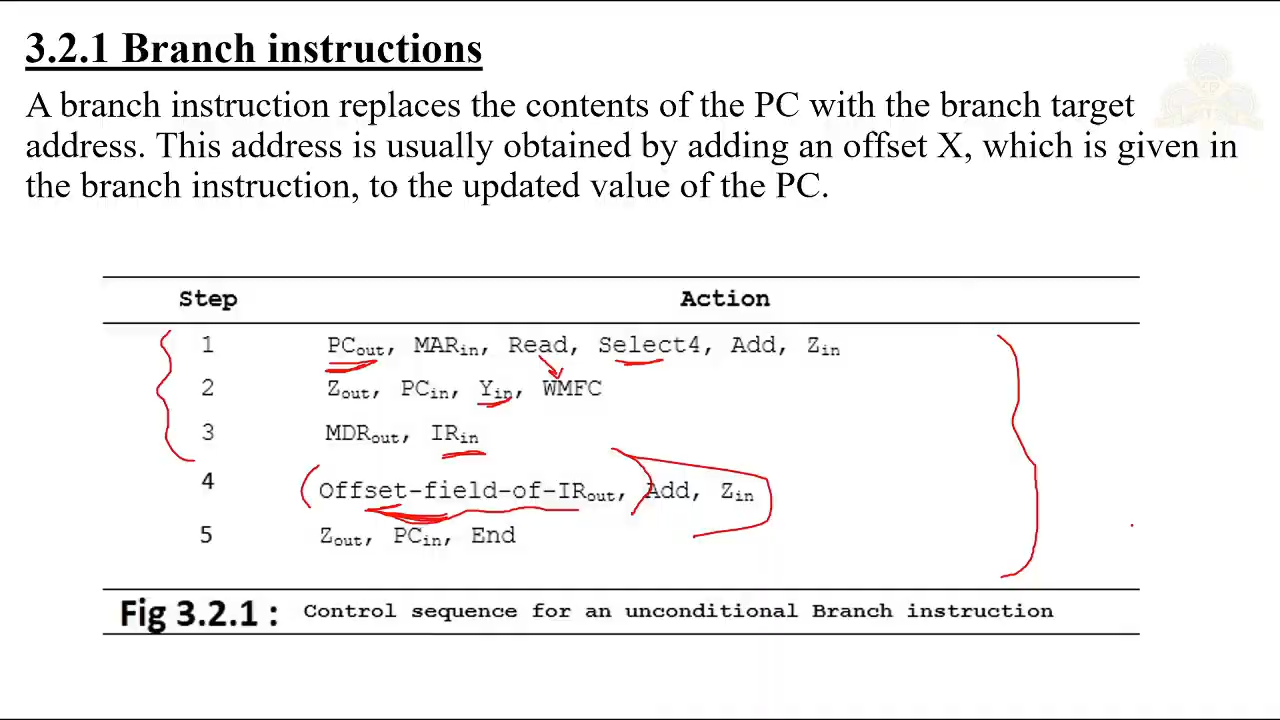 3.2.1 Branch instructions
A branch instruction replaces the contents of the PC with the branch target
address. This address is usually obtained by adding an offset X, which is given in
the branch instruction, to the updated value of the PC.
Step Action
1 PCout, MARin, Read, Select4, Add, Zin
2 Zout, PCin, Yin, WMFC
3 MDRout, IRin
4 Offset-field-of-IRout, Add, Zin
5 Zout, PCin, End
Fig 3.2.1 : Control sequence for an unconditional Branch instruction